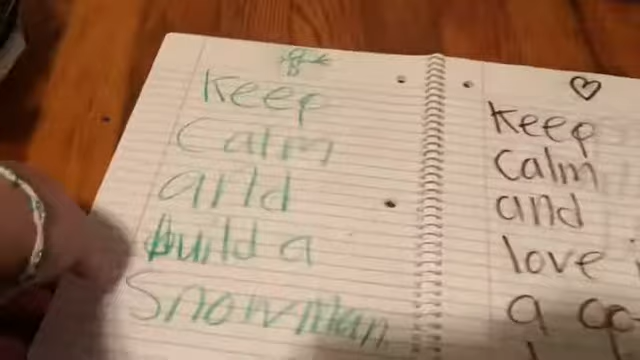 Keep
Calm
and
build a
Snowman
Keep
Calm
and
love
a